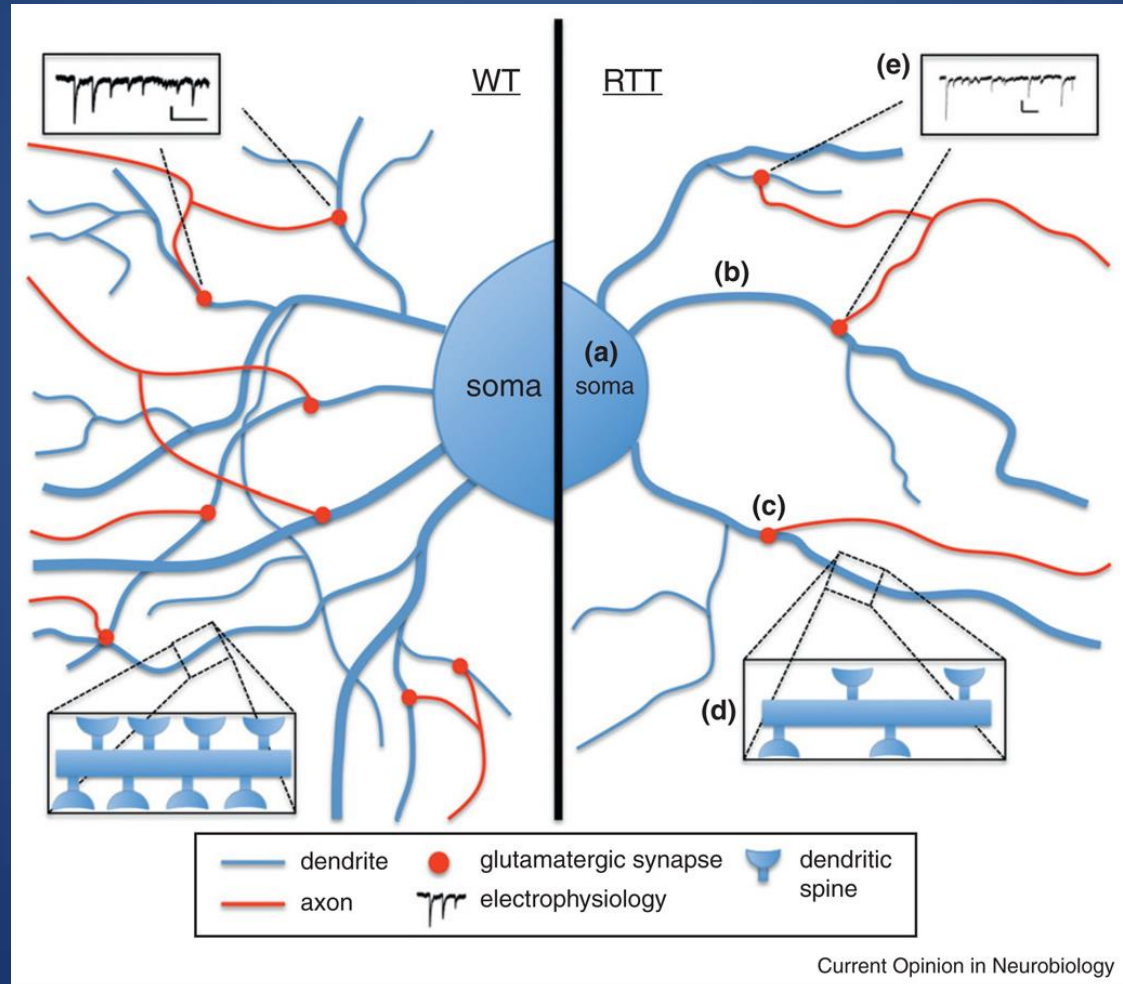 WT
RTT
(e)
(b)
(a)
soma
soma
(c)
(d)
dendrite
glutamatergic synapse
dendritic
spine
axon
electrophysiology
Current Opinion in Neurobiology